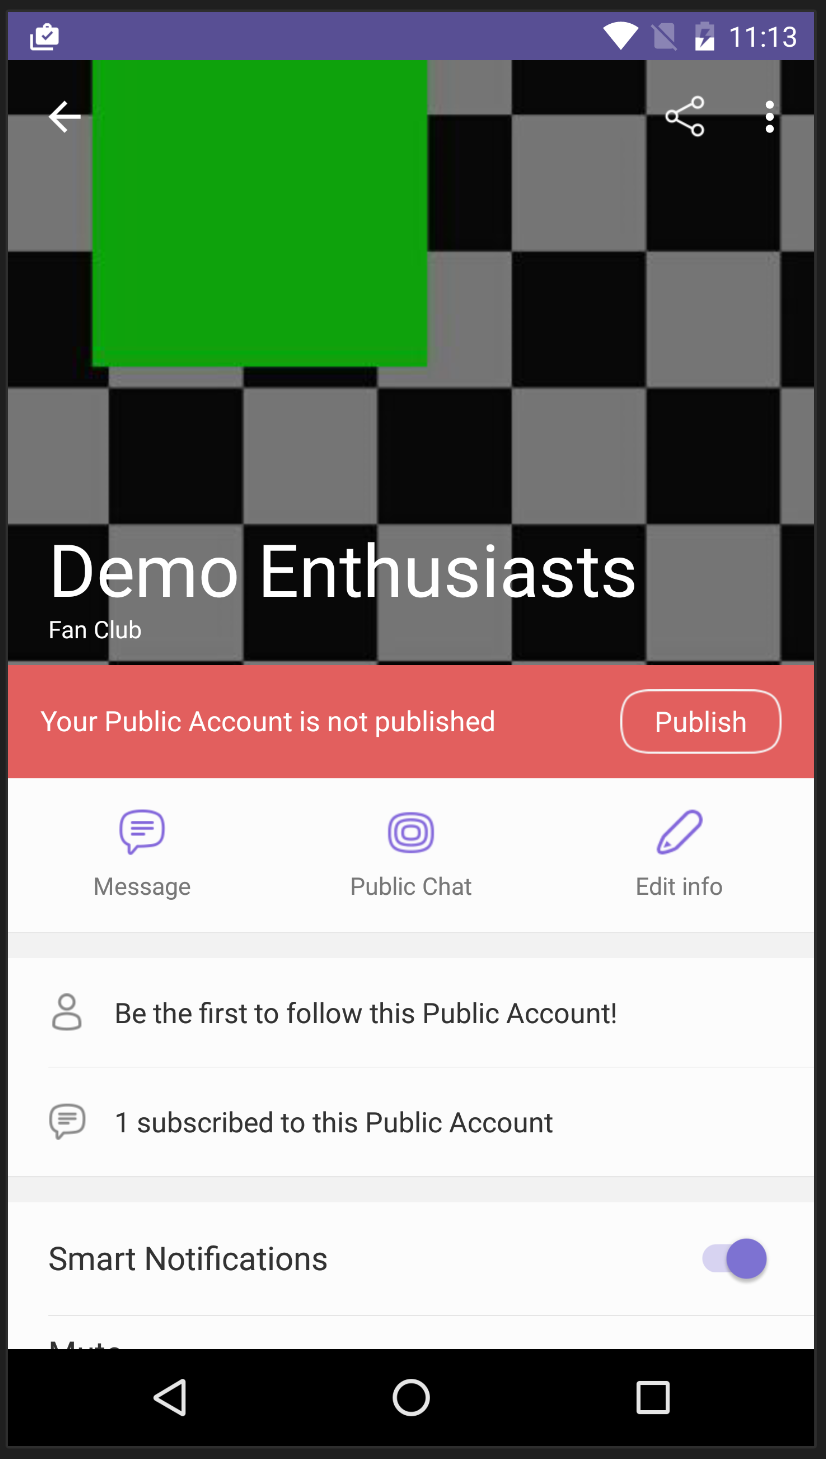 11:13
Demo Enthusiasts
Fan Club
Your Public Account is not published
Publish
Message
Public Chat
Edit info
Be the first to follow this Public Account!
1 subscribed to this Public Account
Smart Notifications
Mute